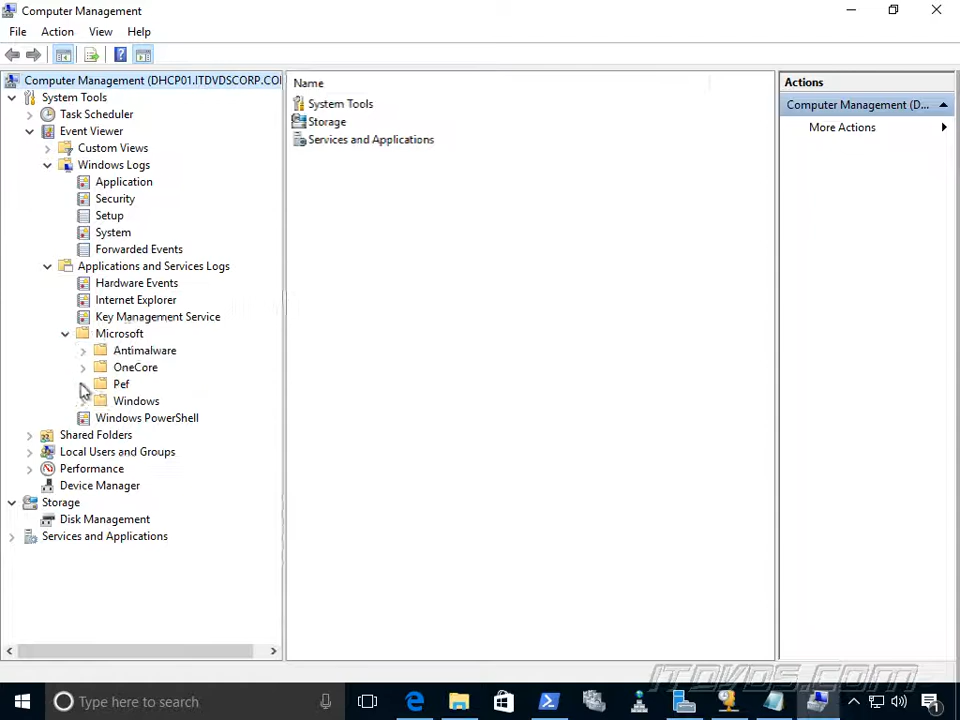 Computer Management
File Action View Help
Computer Management (DHCP01.ITDVDSCORP.CO
System Tools
Task Scheduler
Event Viewer
Custom Views
Windows Logs
Application
Security
Setup
System
Forwarded Events
Applications and Services Logs
Hardware Events
Internet Explorer
Key Management Service
Microsoft
Antimalware
OneCore
Pef
Windows
Windows PowerShell
Shared Folders
Local Users and Groups
Performance
Device Manager
Storage
Disk Management
Services and Applications
Name
System Tools
Storage
Services and Applications
Actions
Computer Management (D...
More Actions
ITDVDS.COM
Type here to search
1